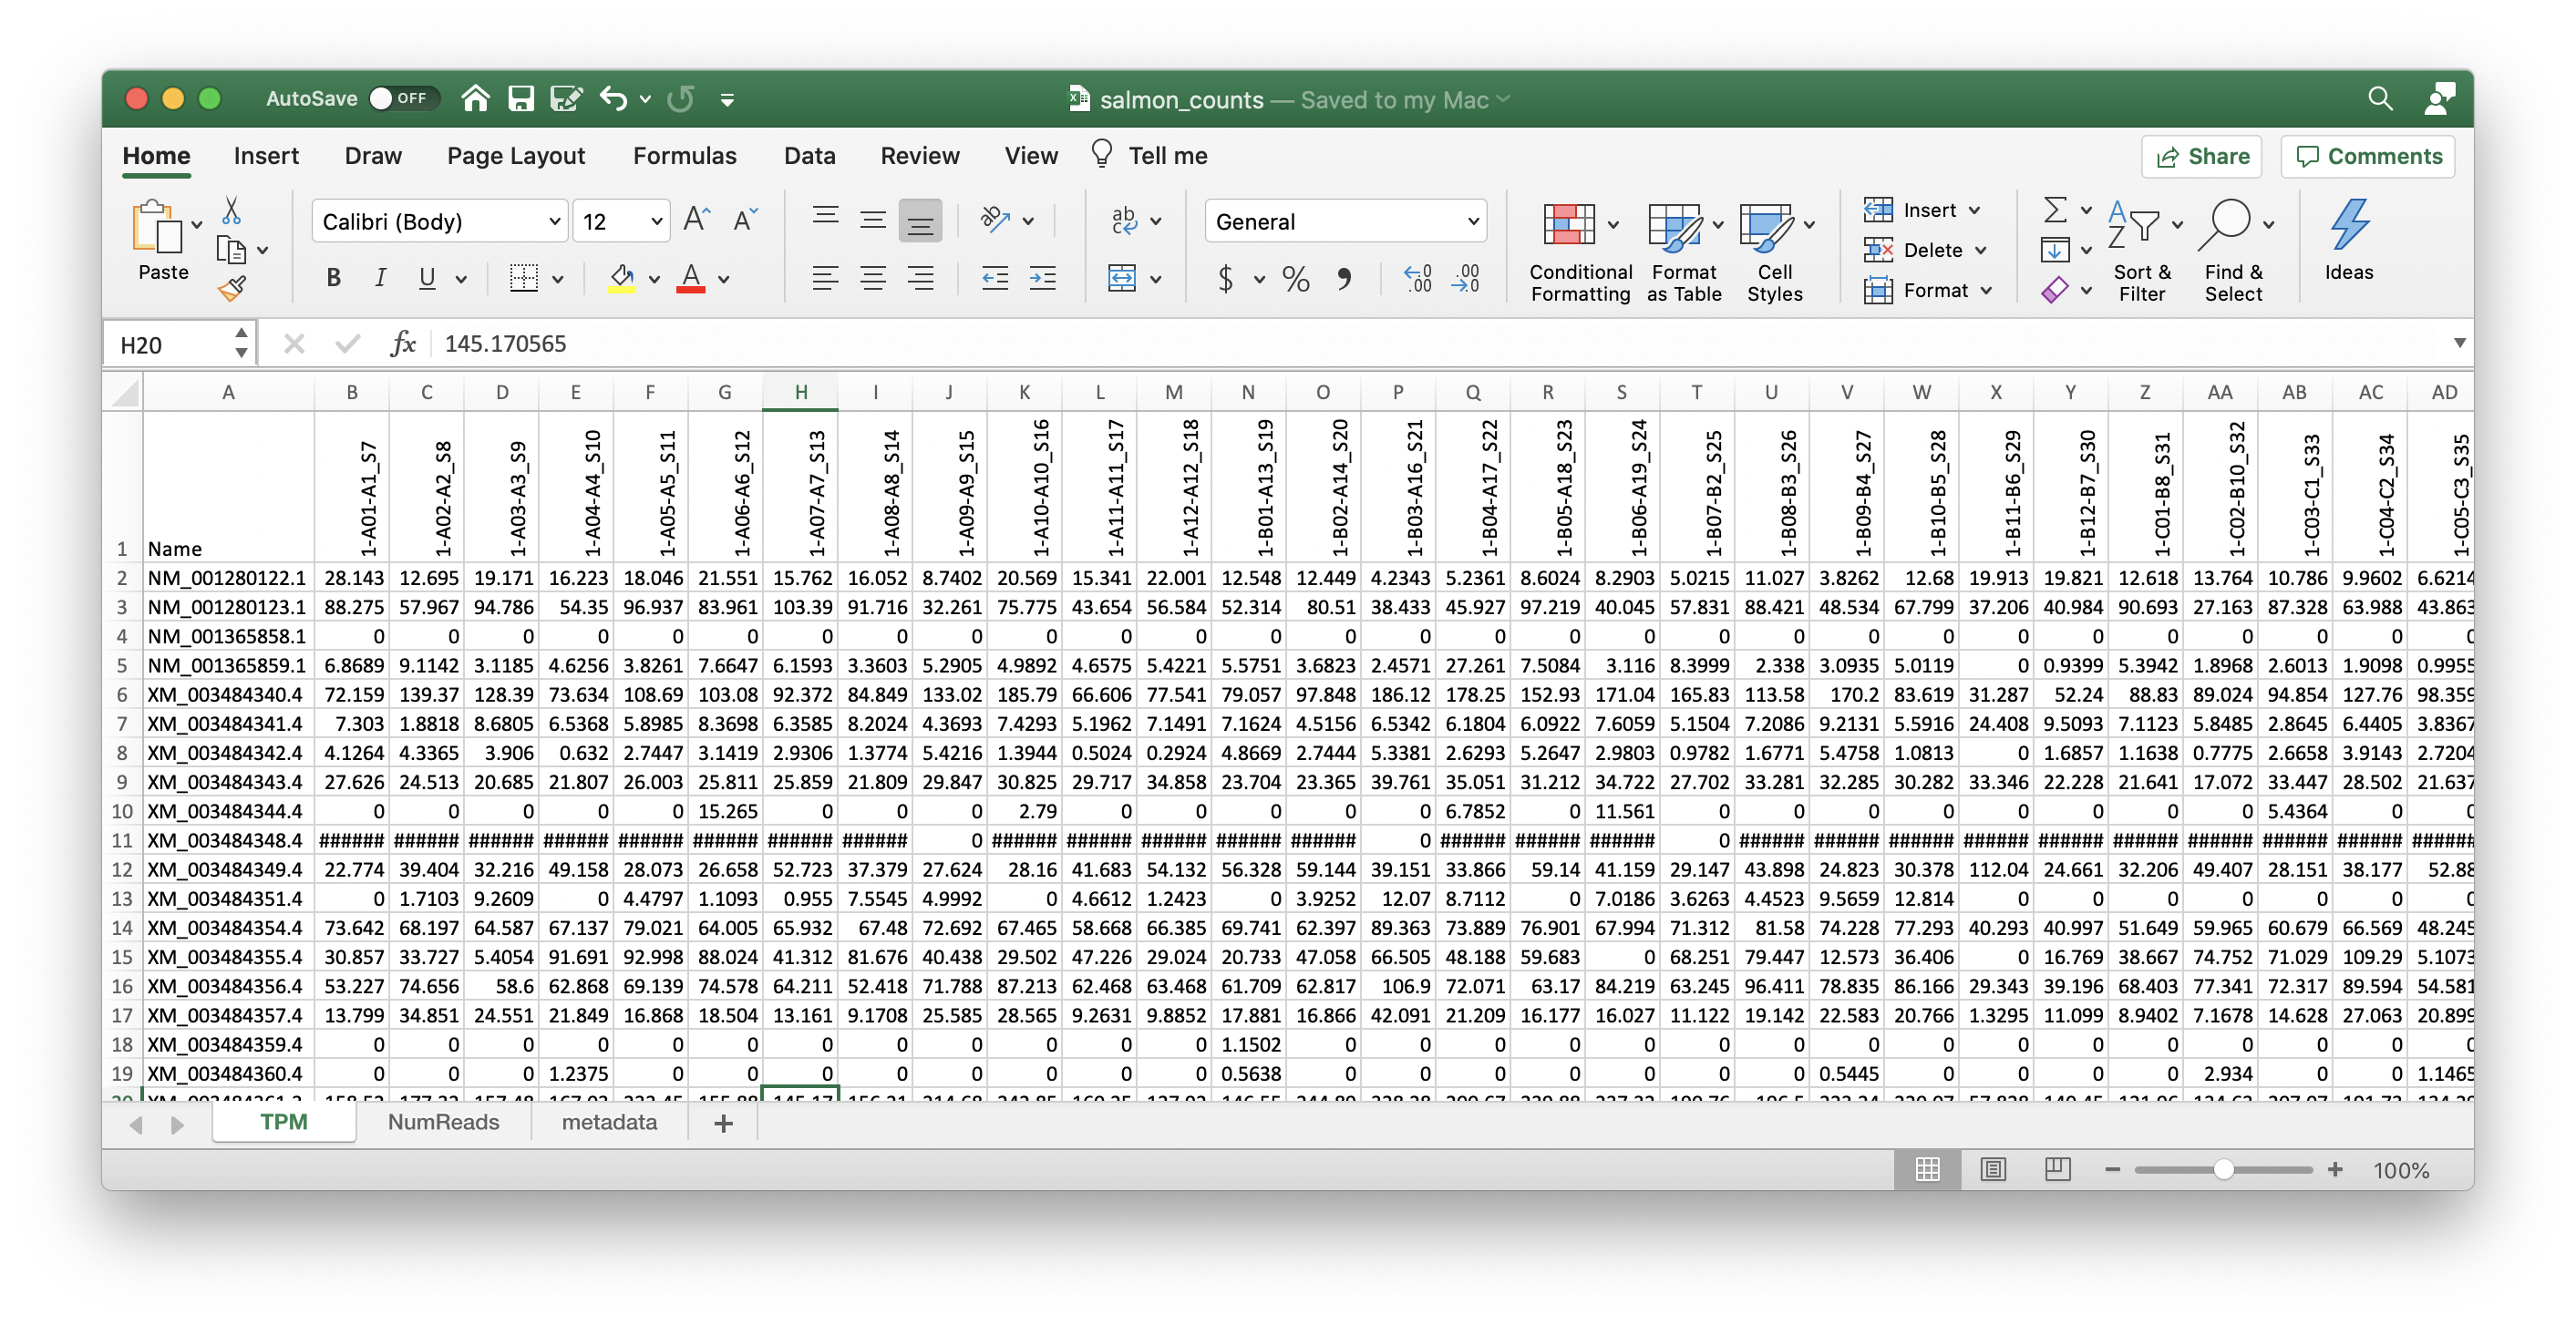 AutoSave OFF salmon_counts — Saved to my Mac
Home Insert Draw Page Layout Formulas Data Review View Tell me Share Comments
Paste Calibri (Body) 12 General Conditional Formatting Format as Table Cell Styles Insert Delete Format Sort & Filter Find & Select Ideas
H20 fx 145.170565
A B C D E F G H I J K L M N O P Q R S T U V W X Y Z AA AB AC AD
1 Name 1-A01-A1_S7 1-A02-A2_S8 1-A03-A3_S9 1-A04-A4_S10 1-A05-A5_S11 1-A06-A6_S12 1-A07-A7_S13 1-A08-A8_S14 1-A09-A9_S15 1-A10-A10_S16 1-A11-A11_S17 1-A12-A12_S18 1-B01-A13_S19 1-B02-A14_S20 1-B03-A16_S21 1-B04-A17_S22 1-B05-A18_S23 1-B06-A19_S24 1-B07-B2_S25 1-B08-B3_S26 1-B09-B4_S27 1-B10-B5_S28 1-B11-B6_S29 1-B12-B7_S30 1-C01-B8_S31 1-C02-B10_S32 1-C03-C1_S33 1-C04-C2_S34 1-C05-C3_S35
2 NM_001280122.1 28.143 12.695 19.171 16.223 18.046 21.551 15.762 16.052 8.7402 20.569 15.341 22.001 12.548 12.449 4.2343 5.2361 8.6024 8.2903 5.0215 11.027 3.8262 12.68 19.913 19.821 12.618 13.764 10.786 9.9602 6.6214
3 NM_001280123.1 88.275 57.967 94.786 54.35 96.937 83.961 103.39 91.716 32.261 75.775 43.654 56.584 52.314 80.51 38.433 45.927 97.219 40.045 57.831 88.421 48.534 67.799 37.206 40.984 90.693 27.163 87.328 63.988 43.863
4 NM_001365858.1 0 0 0 0 0 0 0 0 0 0 0 0 0 0 0 0 0 0 0 0 0 0 0 0 0 0 0 0 0
5 NM_001365859.1 6.8689 9.1142 3.1185 4.6256 3.8261 7.6647 6.1593 3.3603 5.2905 4.9892 4.6575 5.4221 5.5751 3.6823 2.4571 27.261 7.5084 3.116 8.3999 2.338 3.0935 5.0119 0 0.9399 5.3942 1.8968 2.6013 1.9098 0.9955
6 XM_003484340.4 72.159 139.37 128.39 73.634 108.69 103.08 92.372 84.849 133.02 185.79 66.606 77.541 79.057 97.848 186.12 178.25 152.93 171.04 165.83 113.58 170.2 83.619 31.287 52.24 88.83 89.024 94.854 127.76 98.359
7 XM_003484341.4 7.303 1.8818 8.6805 6.5368 5.8985 8.3698 6.3585 8.2024 4.3693 7.4293 5.1962 7.1491 7.1624 4.5156 6.5342 6.1804 6.0922 7.6059 5.1504 7.2086 9.2131 5.5916 24.408 9.5093 7.1123 5.8485 2.8645 6.4405 3.8367
8 XM_003484342.4 4.1264 4.3365 3.906 0.632 2.7447 3.1419 2.9306 1.3774 5.4216 1.3944 0.5024 0.2924 4.8669 2.7444 5.3381 2.6293 5.2647 2.9803 0.9782 1.6771 5.4758 1.0813 0 1.6857 1.1638 0.7775 2.6658 3.9143 2.7204
9 XM_003484343.4 27.626 24.513 20.685 21.807 26.003 25.811 25.859 21.809 29.847 30.825 29.717 34.858 23.704 23.365 39.761 35.051 31.212 34.722 27.702 33.281 32.285 30.282 33.346 22.228 21.641 17.072 33.447 28.502 21.637
10 XM_003484344.4 0 0 0 0 0 15.265 0 0 0 2.79 0 0 0 0 0 6.7852 0 11.561 0 0 0 0 0 0 0 0 5.4364 0 0
11 XM_003484348.4 ###### ###### ###### ###### ###### ###### ###### ###### 0 ###### ###### ###### ###### ###### 0 ###### ###### ###### 0 ###### ###### ###### ###### ###### ###### ###### ###### ###### ######
12 XM_003484349.4 22.774 39.404 32.216 49.158 28.073 26.658 52.723 37.379 27.624 28.16 41.683 54.132 56.328 59.144 39.151 33.866 59.14 41.159 29.147 43.898 24.823 30.378 112.04 24.661 32.206 49.407 28.151 38.177 52.88
13 XM_003484351.4 0 1.7103 9.2609 0 4.4797 1.1093 0.955 7.5545 4.9992 0 4.6612 1.2423 0 3.9252 12.07 8.7112 0 7.0186 3.6263 4.4523 9.5659 12.814 0 0 0 0 0 0 0
14 XM_003484354.4 73.642 68.197 64.587 67.137 79.021 64.005 65.932 67.48 72.692 67.465 58.668 66.385 69.741 62.397 89.363 73.889 76.901 67.994 71.312 81.58 74.228 77.293 40.293 40.997 51.649 59.965 60.679 66.569 48.245
15 XM_003484355.4 30.857 33.727 5.4054 91.691 92.998 88.024 41.312 81.676 40.438 29.502 47.226 29.024 20.733 47.058 66.505 48.188 59.683 0 68.251 79.447 12.573 36.406 0 16.769 38.667 74.752 71.029 109.29 5.1073
16 XM_003484356.4 53.227 74.656 58.6 62.868 69.139 74.578 64.211 52.418 71.788 87.213 62.468 63.468 61.709 62.817 106.9 72.071 63.17 84.219 63.245 96.411 78.835 86.166 29.343 39.196 68.403 77.341 72.317 89.594 54.581
17 XM_003484357.4 13.799 34.851 24.551 21.849 16.868 18.504 13.161 9.1708 25.585 28.565 9.2631 9.8852 17.881 16.866 42.091 21.209 16.177 16.027 11.122 19.142 22.583 20.766 1.3295 11.099 8.9402 7.1678 14.628 27.063 20.899
18 XM_003484359.4 0 0 0 0 0 0 0 0 0 0 0 0 1.1502 0 0 0 0 0 0 0 0 0 0 0 0 0 0 0 0
19 XM_003484360.4 0 0 0 1.2375 0 0 0 0 0 0 0 0 0.5638 0 0 0 0 0 0 0 0.5445 0 0 0 0 2.934 0 0 1.1465
TPM NumReads metadata
100%